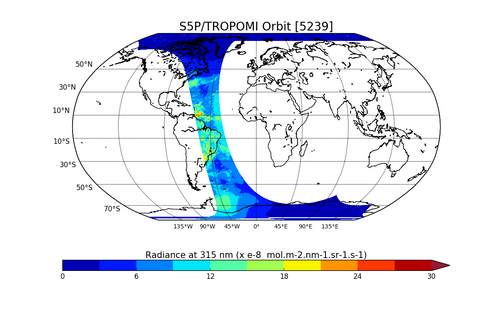 S5P/TROPOMI Orbit [5239]
50°N
30°N
10°N
10°S
30°S
50°S
70°S
135°W 90°W 45°W 0° 45°E 90°E 135°E
Radiance at 315 nm (x e-8 mol.m-2.nm-1.sr-1.s-1)
0 6 12 18 24 30